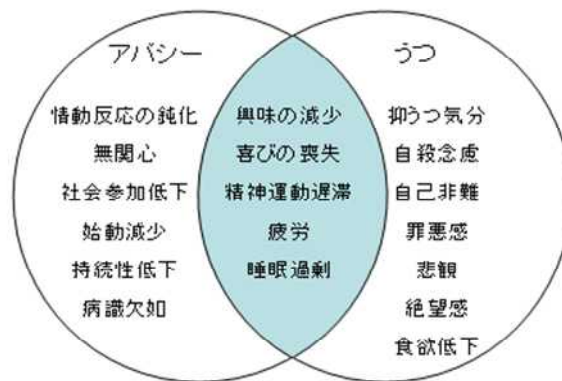 アパシー
うつ
情動反応の鈍化
無関心
社会参加低下
始動減少
持続性低下
病識欠如
興味の減少
喜びの喪失
精神運動遅滞
疲労
睡眠過剰
抑うつ気分
自殺念慮
自己非難
罪悪感
悲観
絶望感
食欲低下